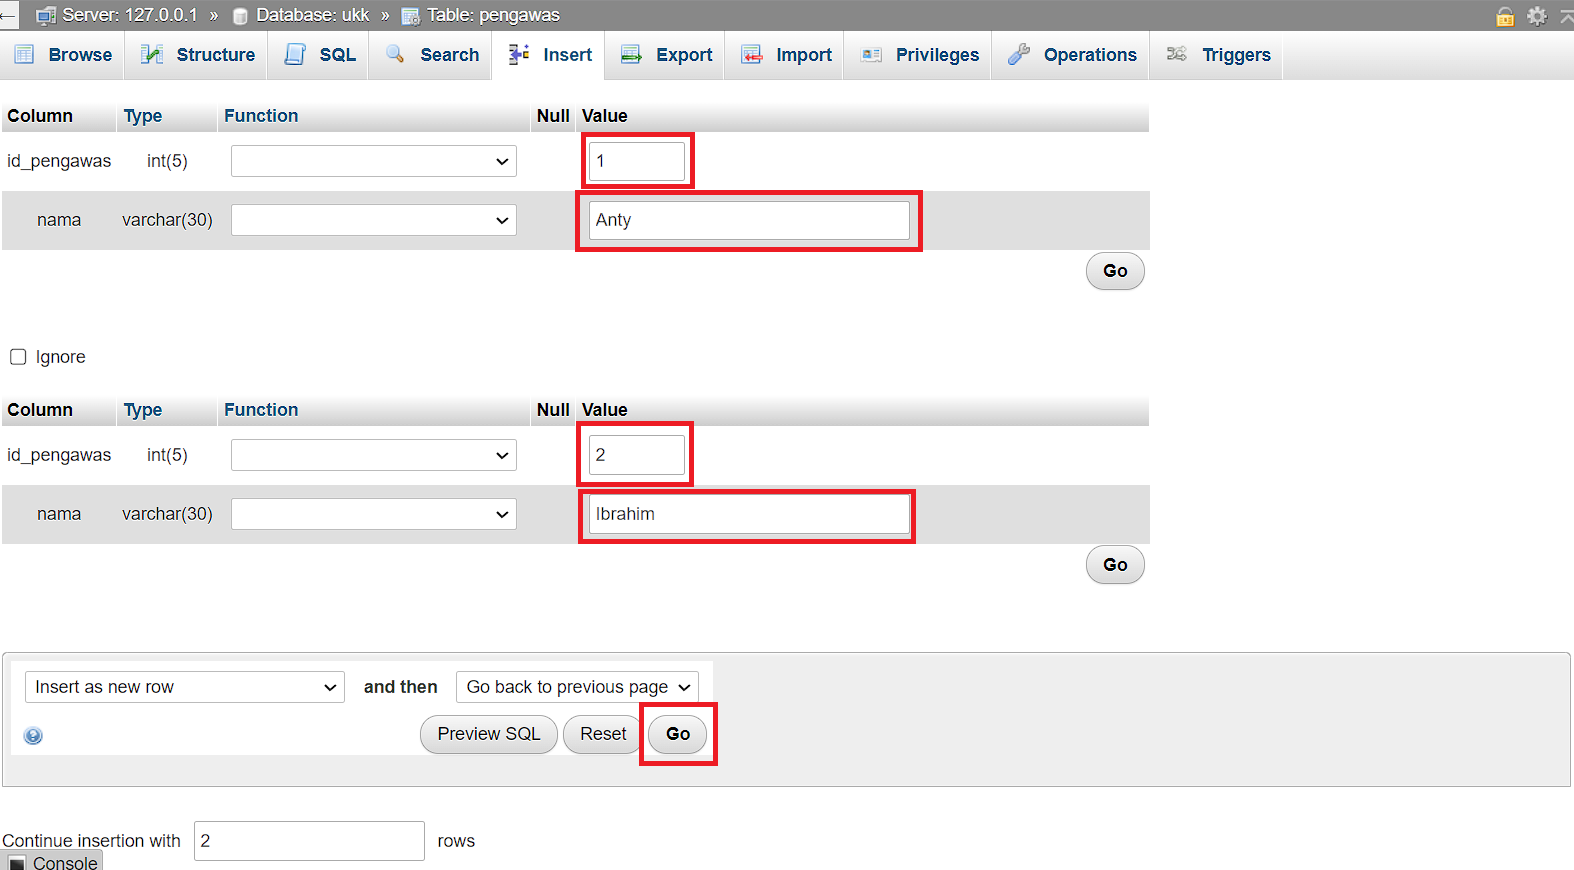 Server: 127.0.0.1 » Database: ukk » Table: pengawas
Browse Structure SQL Search Insert Export Import Privileges Operations Triggers
Column Type Function Null Value
id_pengawas int(5) 1
nama varchar(30) Anty
Go
Ignore
Column Type Function Null Value
id_pengawas int(5) 2
nama varchar(30) Ibrahim
Go
Insert as new row and then Go back to previous page
Preview SQL Reset Go
Continue insertion with 2 rows
Console